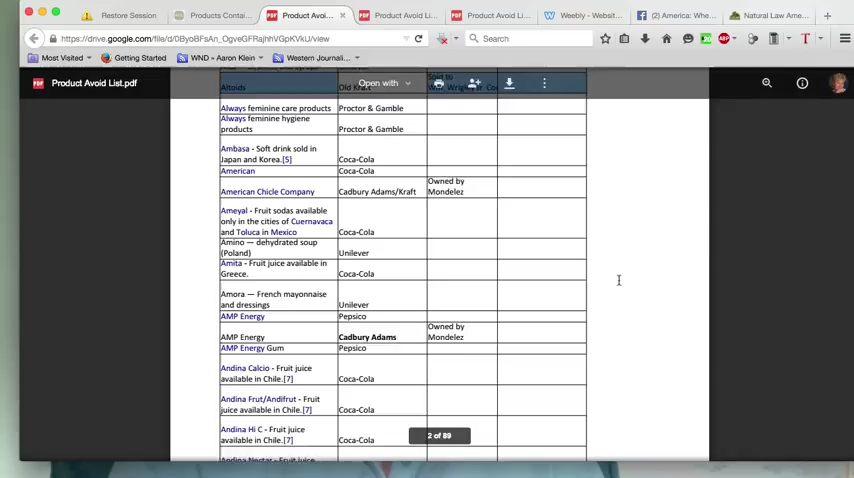 Restore Session
Products Contai...
Product Avoi...
Product Avoid Li...
Product Avoid Li...
Weebly - Websit...
(2) America: Whe...
Natural Law Ame...
https://drive.google.com/file/d/0ByoBFsAn_OgveGFRajhhVGpKVkU/view
Search
Most Visited
Getting Started
WND - Aaron Klein
Western Journali...
Product Avoid List.pdf
Open with
Sold to
Altoids Old Kraft
Always feminine care products Proctor & Gamble
Always feminine hygiene
products Proctor & Gamble
Ambasa - Soft drink sold in
Japan and Korea.[5] Coca-Cola
American Coca-Cola
Owned by
American Chicle Company Cadbury Adams/Kraft Mondelez
Ameyal - Fruit sodas available
only in the cities of Cuernavaca
and Toluca in Mexico Coca-Cola
Amino — dehydrated soup
(Poland) Unilever
Amita - Fruit juice available in
Greece. Coca-Cola
Amora — French mayonnaise
and dressings Unilever
AMP Energy Pepsico
Owned by
AMP Energy Cadbury Adams Mondelez
AMP Energy Gum Pepsico
Andina Calcio - Fruit juice
available in Chile.[7] Coca-Cola
Andina Frut/Andifrut - Fruit
juice available in Chile.[7] Coca-Cola
Andina Hi C - Fruit juice
available in Chile.[7] Coca-Cola
2 of 89
Andina Nectar - Fruit juice